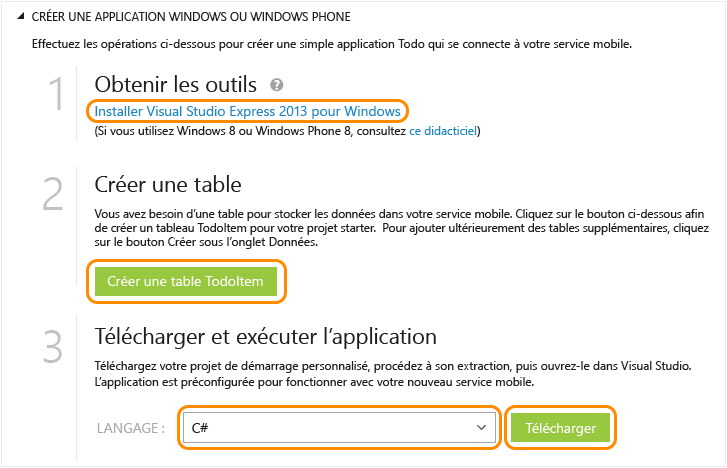 CRÉER UNE APPLICATION WINDOWS OU WINDOWS PHONE
Effectuez les opérations ci-dessous pour créer une simple application Todo qui se connecte à votre service mobile.
1 Obtenir les outils ?
Installer Visual Studio Express 2013 pour Windows
(Si vous utilisez Windows 8 ou Windows Phone 8, consultez ce didacticiel)
2 Créer une table
Vous avez besoin d’une table pour stocker les données dans votre service mobile. Cliquez sur le bouton ci-dessous afin
de créer un tableau TodoItem pour votre projet starter. Pour ajouter ultérieurement des tables supplémentaires, cliquez
sur le bouton Créer sous l’onglet Données.
Créer une table TodoItem
3 Télécharger et exécuter l’application
Téléchargez votre projet de démarrage personnalisé, procédez à son extraction, puis ouvrez-le dans Visual Studio.
L’application est préconfigurée pour fonctionner avec votre nouveau service mobile.
LANGAGE : C# Télécharger